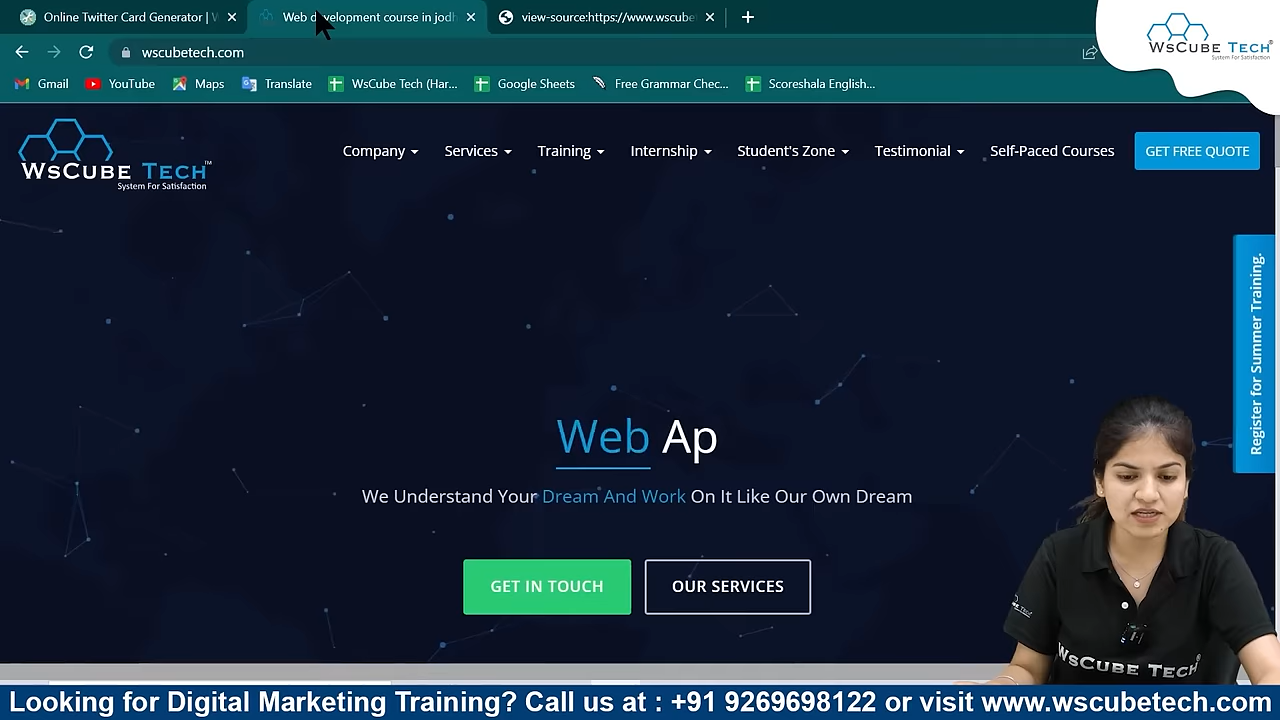 Online Twitter Card Generator | W
Web development course in jodh
view-source:https://www.wscubet
wscubetech.com
WSCUBE TECH
System For Satisfaction
Gmail
YouTube
Maps
Translate
WsCube Tech (Har...
Google Sheets
Free Grammar Chec...
Scoreshala English...
WSCUBE TECH™
System For Satisfaction
Company
Services
Training
Internship
Student's Zone
Testimonial
Self-Paced Courses
GET FREE QUOTE
Register for Summer Training.
Web Ap
We Understand Your Dream And Work On It Like Our Own Dream
GET IN TOUCH
OUR SERVICES
WSCUBE TECH
Looking for Digital Marketing Training? Call us at : +91 9269698122 or visit www.wscubetech.com